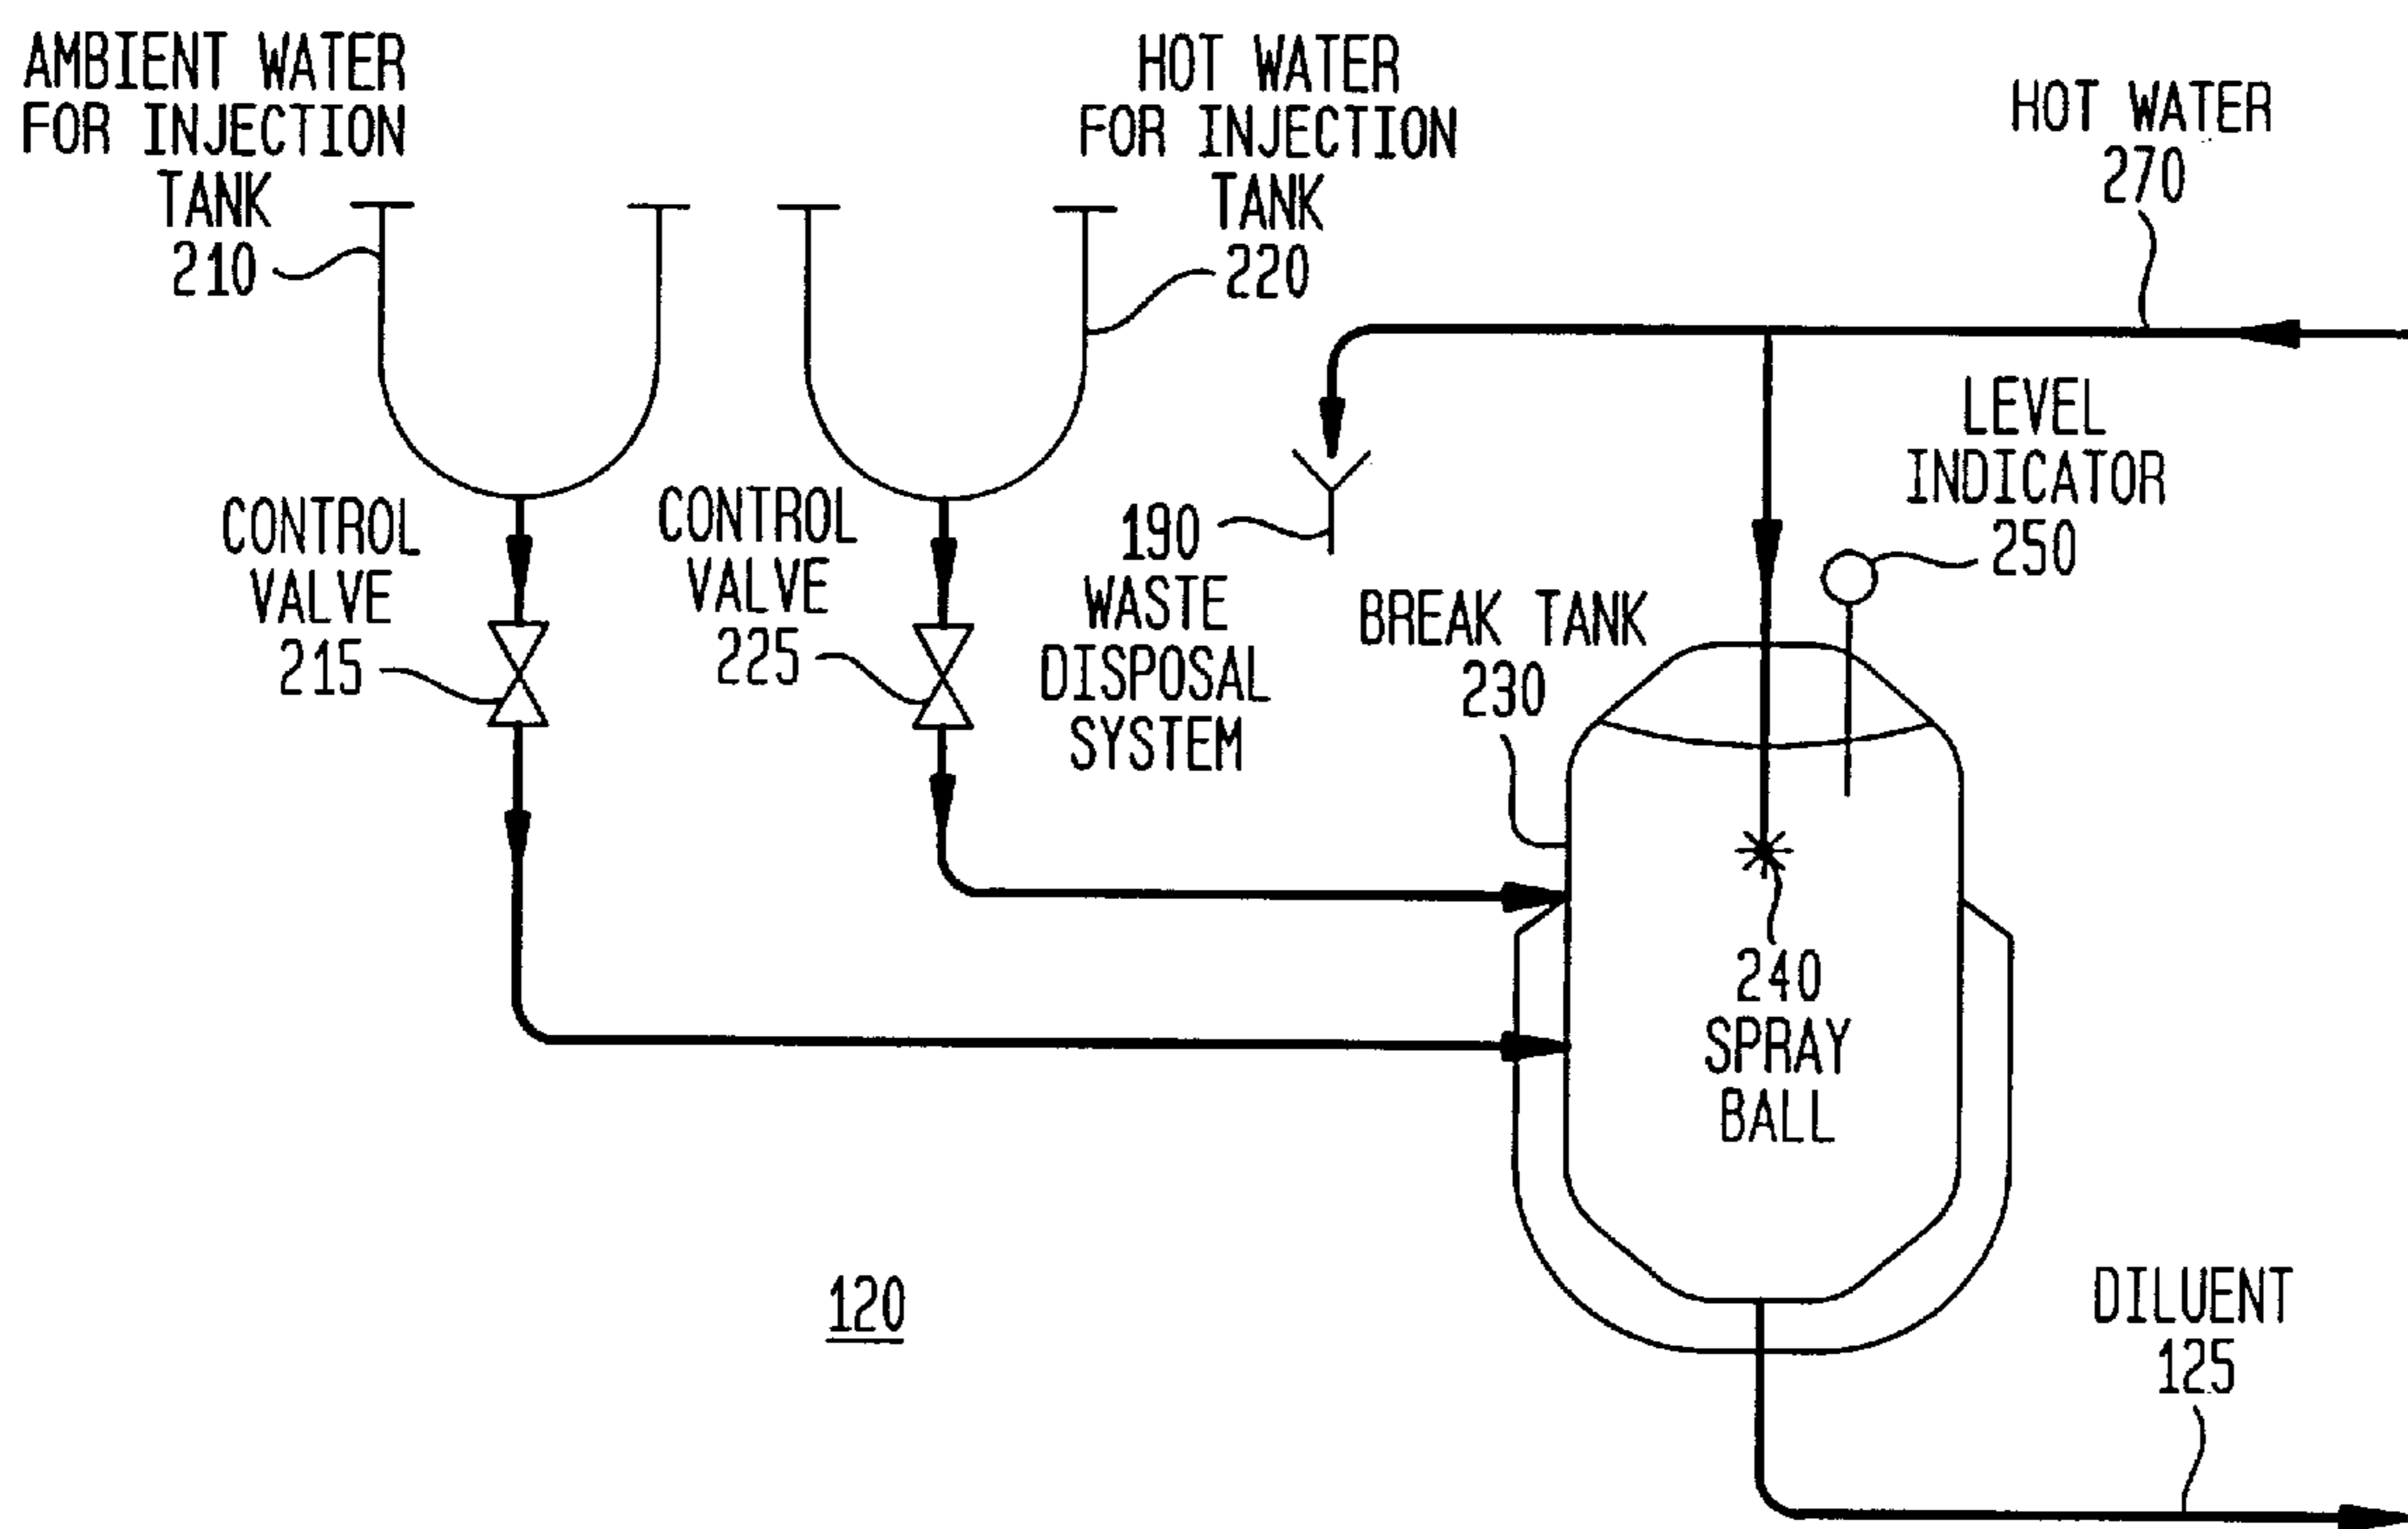 AMBIENT WATER
FOR INJECTION
TANK
210
HOT WATER
FOR INJECTION
TANK
220
HOT WATER
270
LEVEL
INDICATOR
250
CONTROL
VALVE
215
CONTROL
VALVE
225
190
WASTE
DISPOSAL
SYSTEM
BREAK TANK
230
240
SPRAY
BALL
120
DILUENT
125